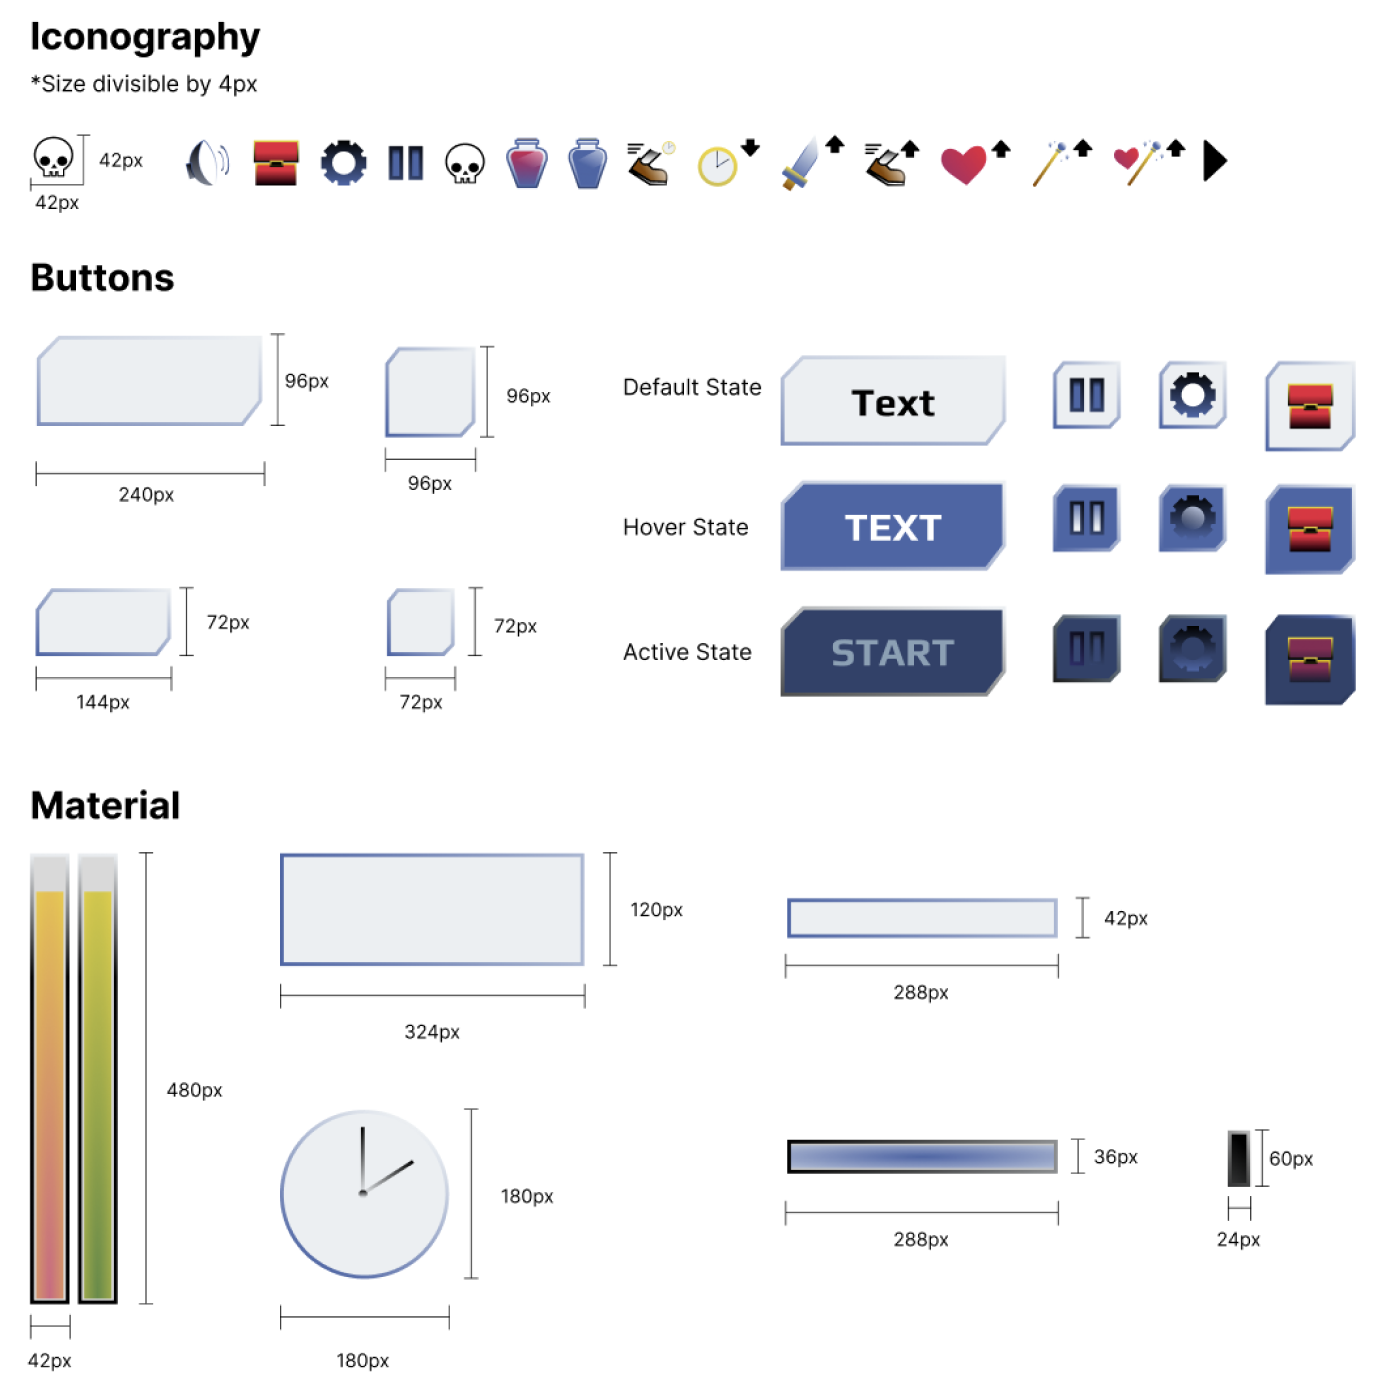 Iconography
*Size divisible by 4px
42px
42px
Buttons
96px
240px
96px
96px
Default State
Text
Hover State
TEXT
Active State
START
72px
144px
72px
72px
Material
480px
42px
120px
324px
42px
288px
180px
180px
36px
288px
60px
24px